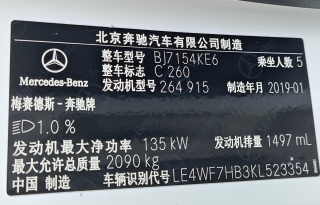 北京奔驰汽车有限公司制造
整车型号 BJ7154KE6 乘坐人数 5
整车标志 C 260
Mercedes-Benz 发动机型号 264 915 制造年月 2019-01
梅赛德斯-奔驰牌
1.0 %
发动机最大净功率 135 kW 发动机排量 1497 mL
最大允许总质量 2090 kg
中国 制造 车辆识别代号 LE4WF7HB3KL523354